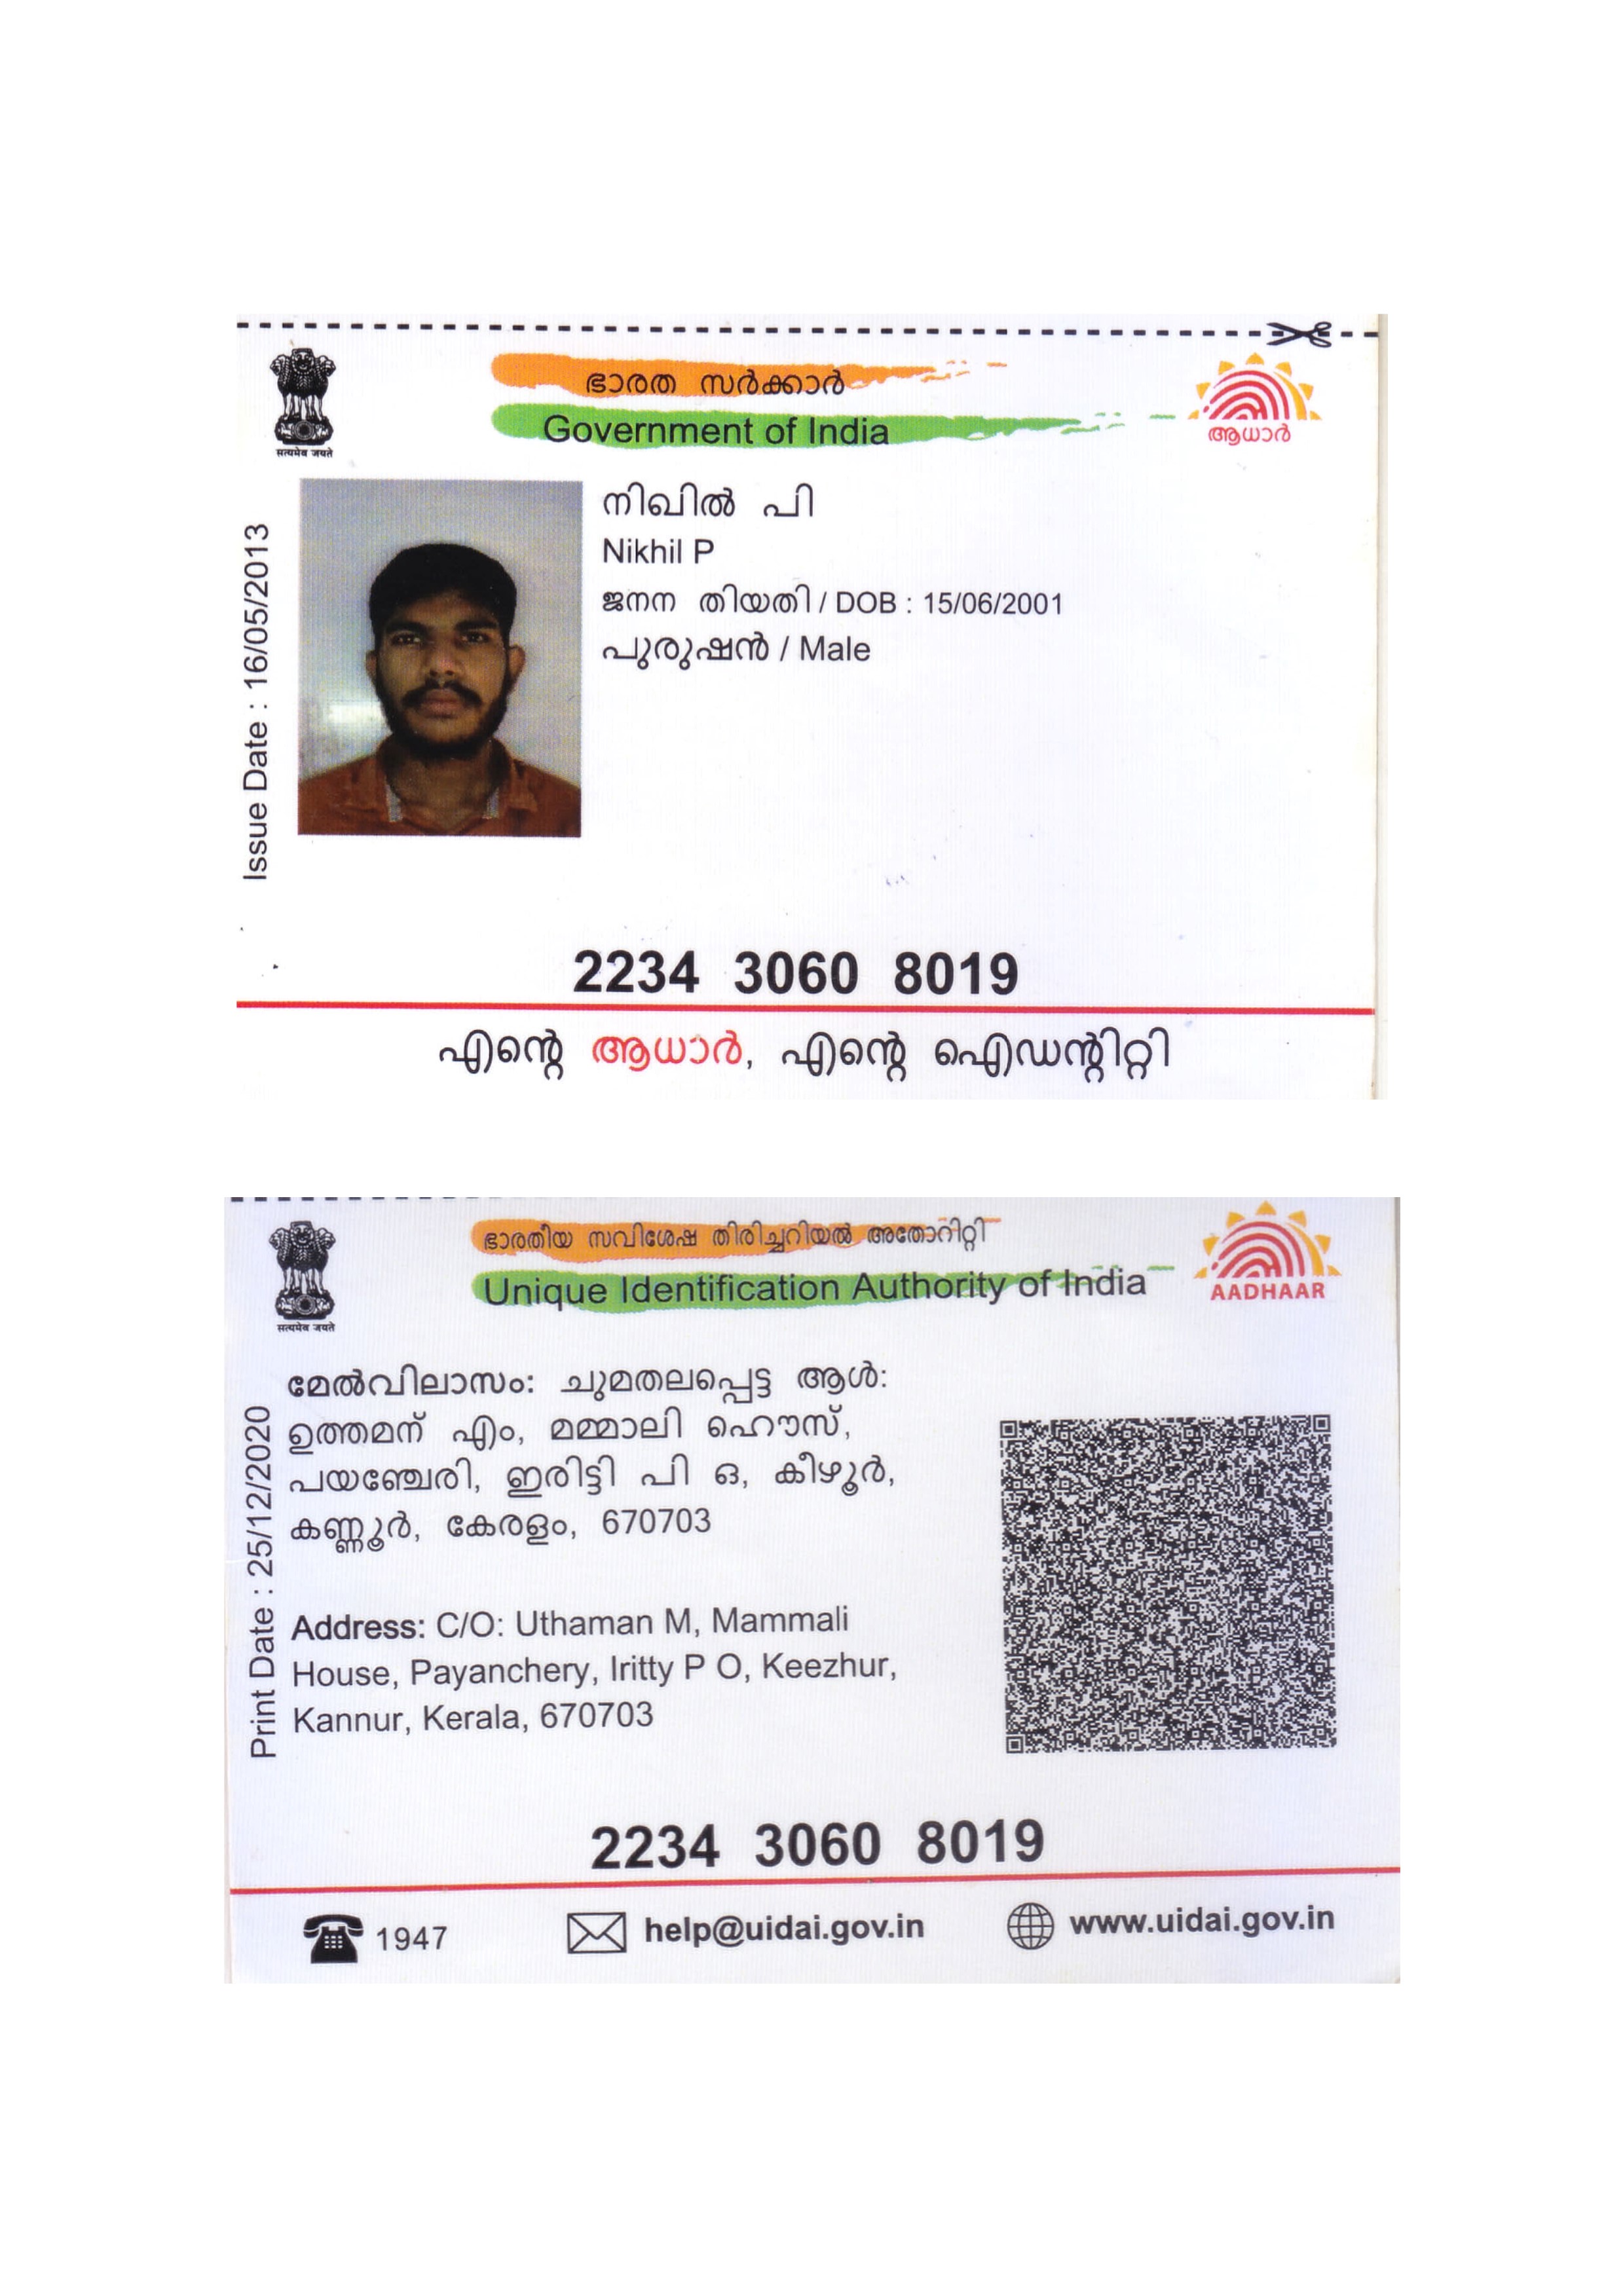 ഭാരത സർക്കാർ
Government of India
ആധാർ
सत्यमेव जयते
Issue Date : 16/05/2013
നിഖിൽ പി
Nikhil P
ജനന തിയതി / DOB : 15/06/2001
പുരുഷൻ / Male
2234 3060 8019
എന്റെ ആധാർ, എന്റെ ഐഡന്റിറ്റി
ഭാരതീയ സവിശേഷ തിരിച്ചറിയൽ അതോറിറ്റി
Unique Identification Authority of India
AADHAAR
सत्यमेव जयते
Print Date : 25/12/2020
മേൽവിലാസം: ചുമതലപ്പെട്ട ആൾ:
ഉത്തമന് എം, മമ്മാലി ഹൌസ്,
പയഞ്ചേരി, ഇരിട്ടി പി ഒ, കീഴൂർ,
കണ്ണൂർ, കേരളം, 670703
Address: C/O: Uthaman M, Mammali
House, Payanchery, Iritty P O, Keezhur,
Kannur, Kerala, 670703
2234 3060 8019
1947
help@uidai.gov.in
www.uidai.gov.in